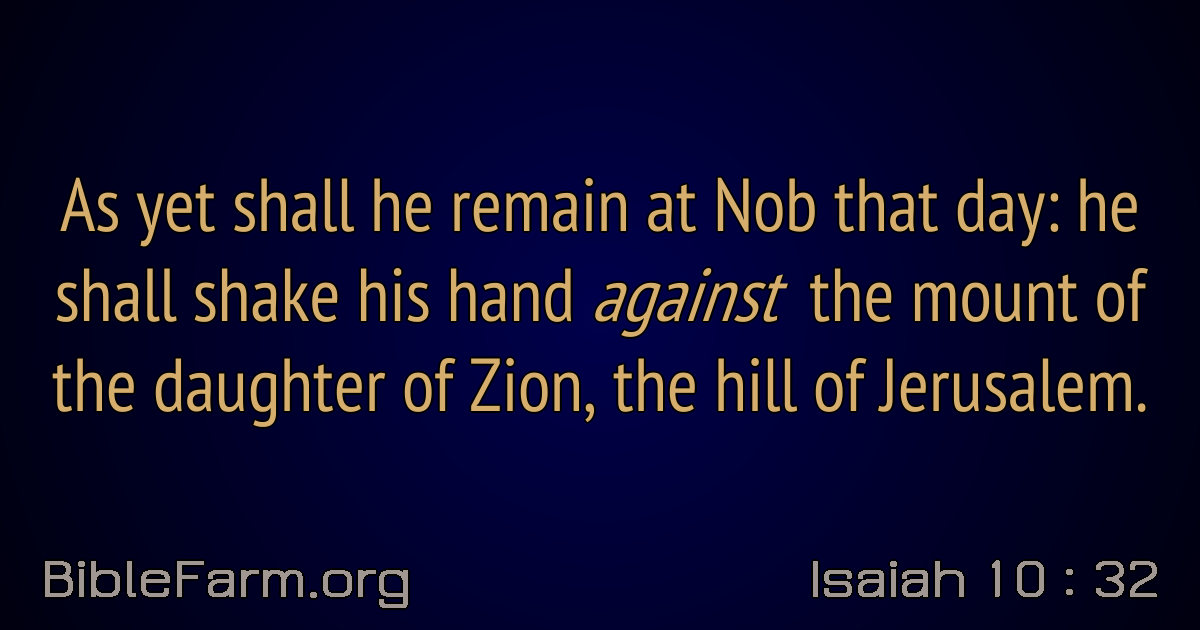 As yet shall he remain at Nob that day: he
shall shake his hand against the mount of
the daughter of Zion, the hill of Jerusalem.
BibleFarm.org
Isaiah 10 : 32